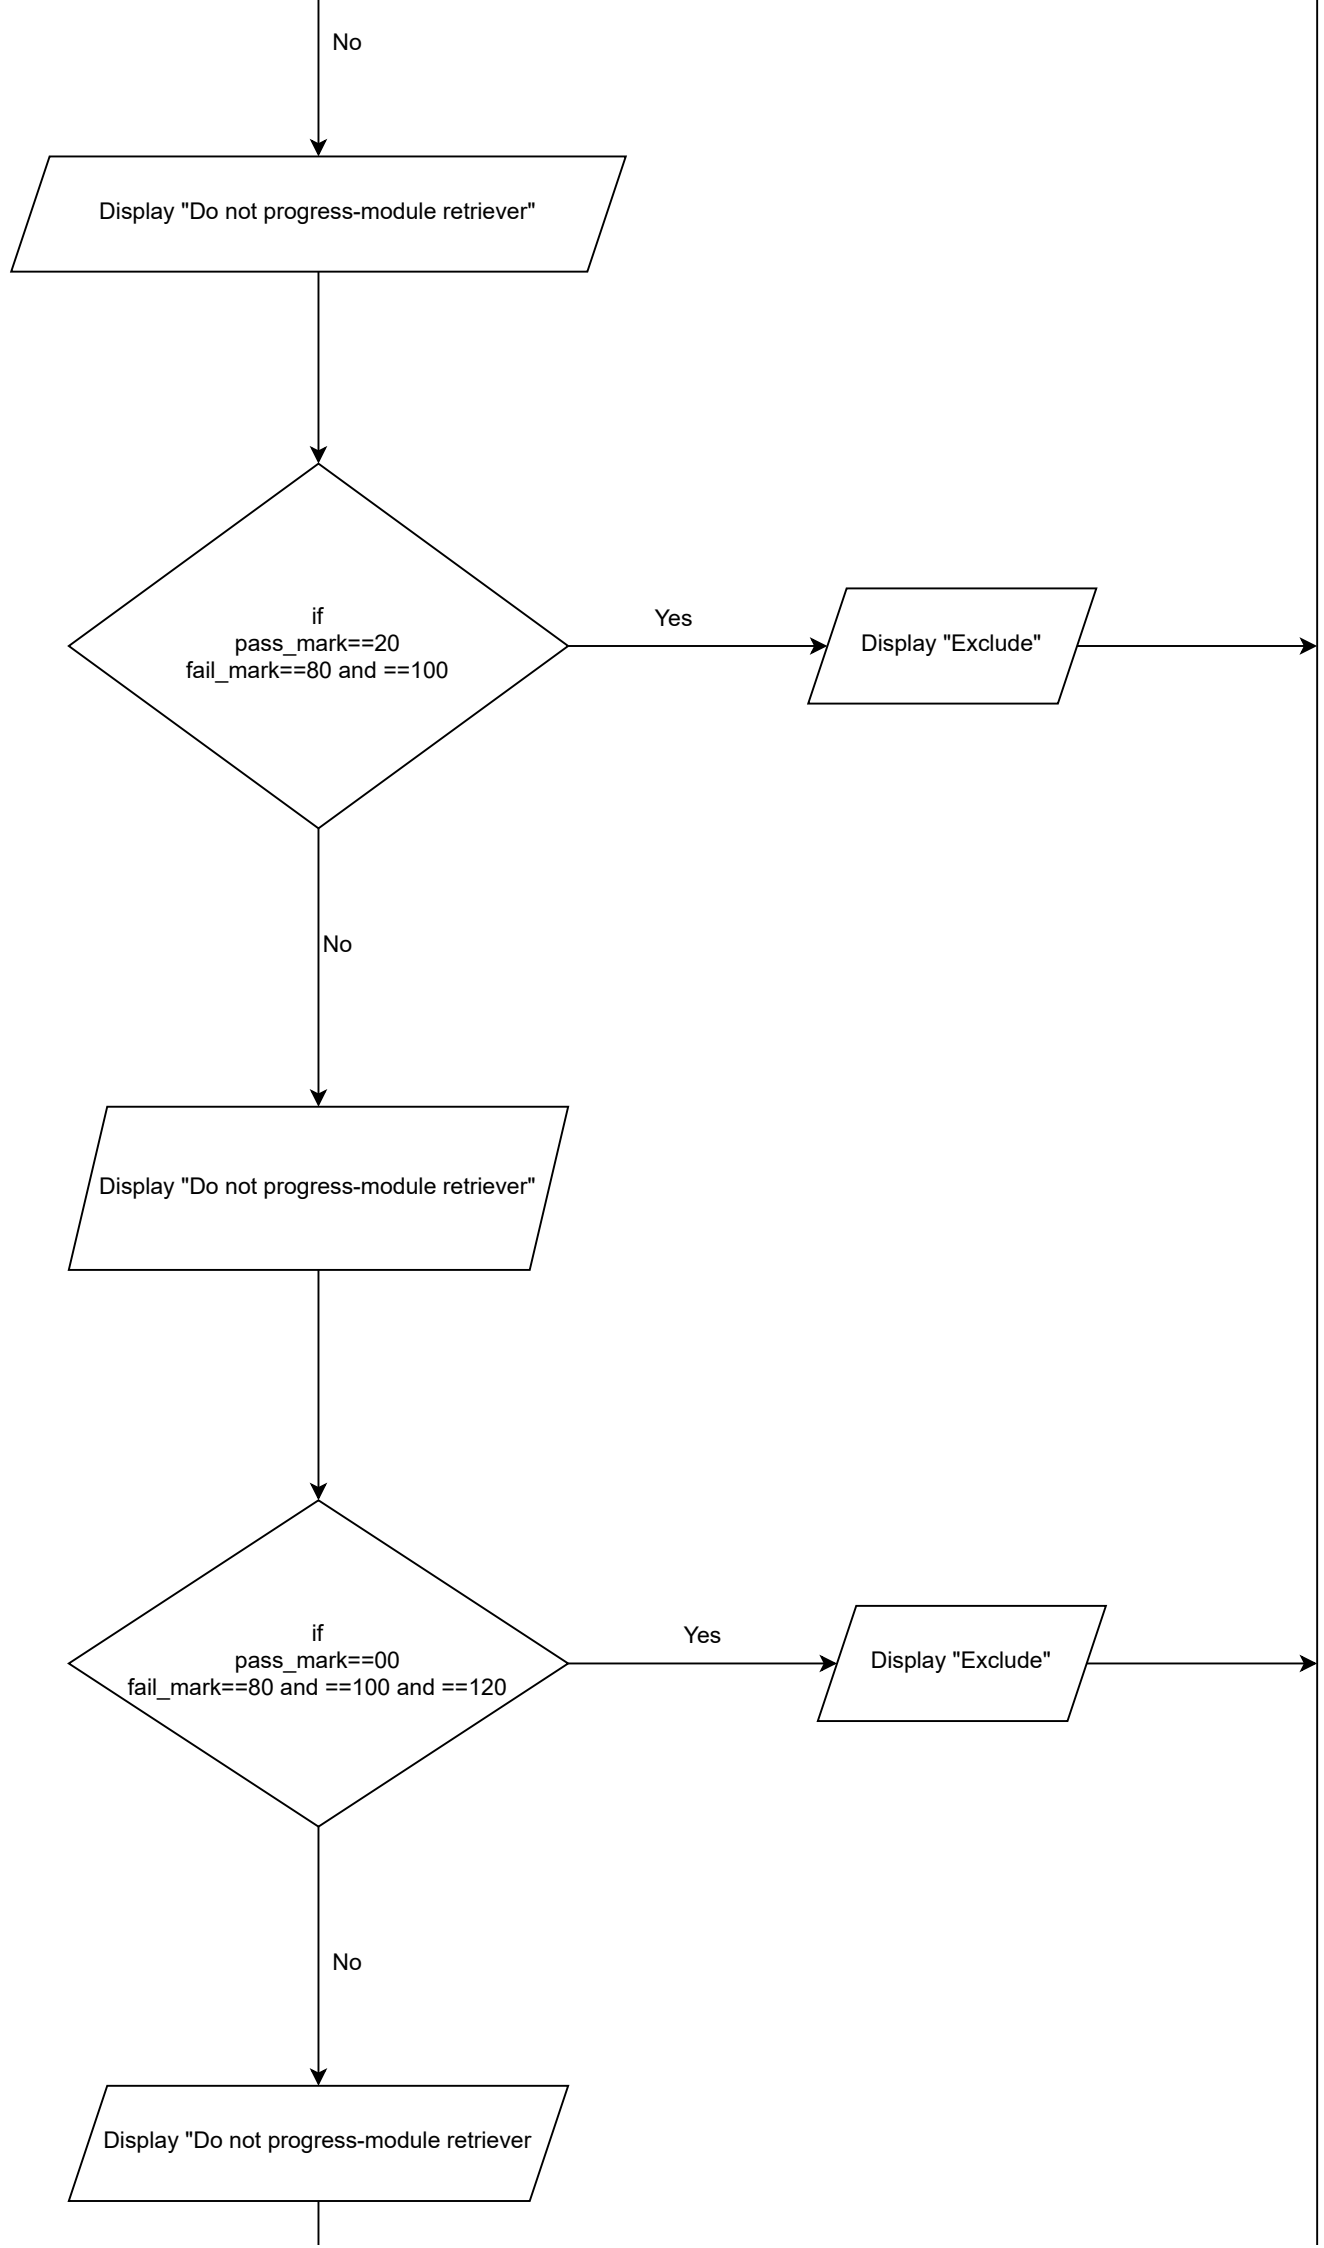 No
Display "Do not progress-module retriever"
if
pass_mark==20
fail_mark==80 and ==100
Yes
Display "Exclude"
No
Display "Do not progress-module retriever"
if
pass_mark==00
fail_mark==80 and ==100 and ==120
Yes
Display "Exclude"
No
Display "Do not progress-module retriever